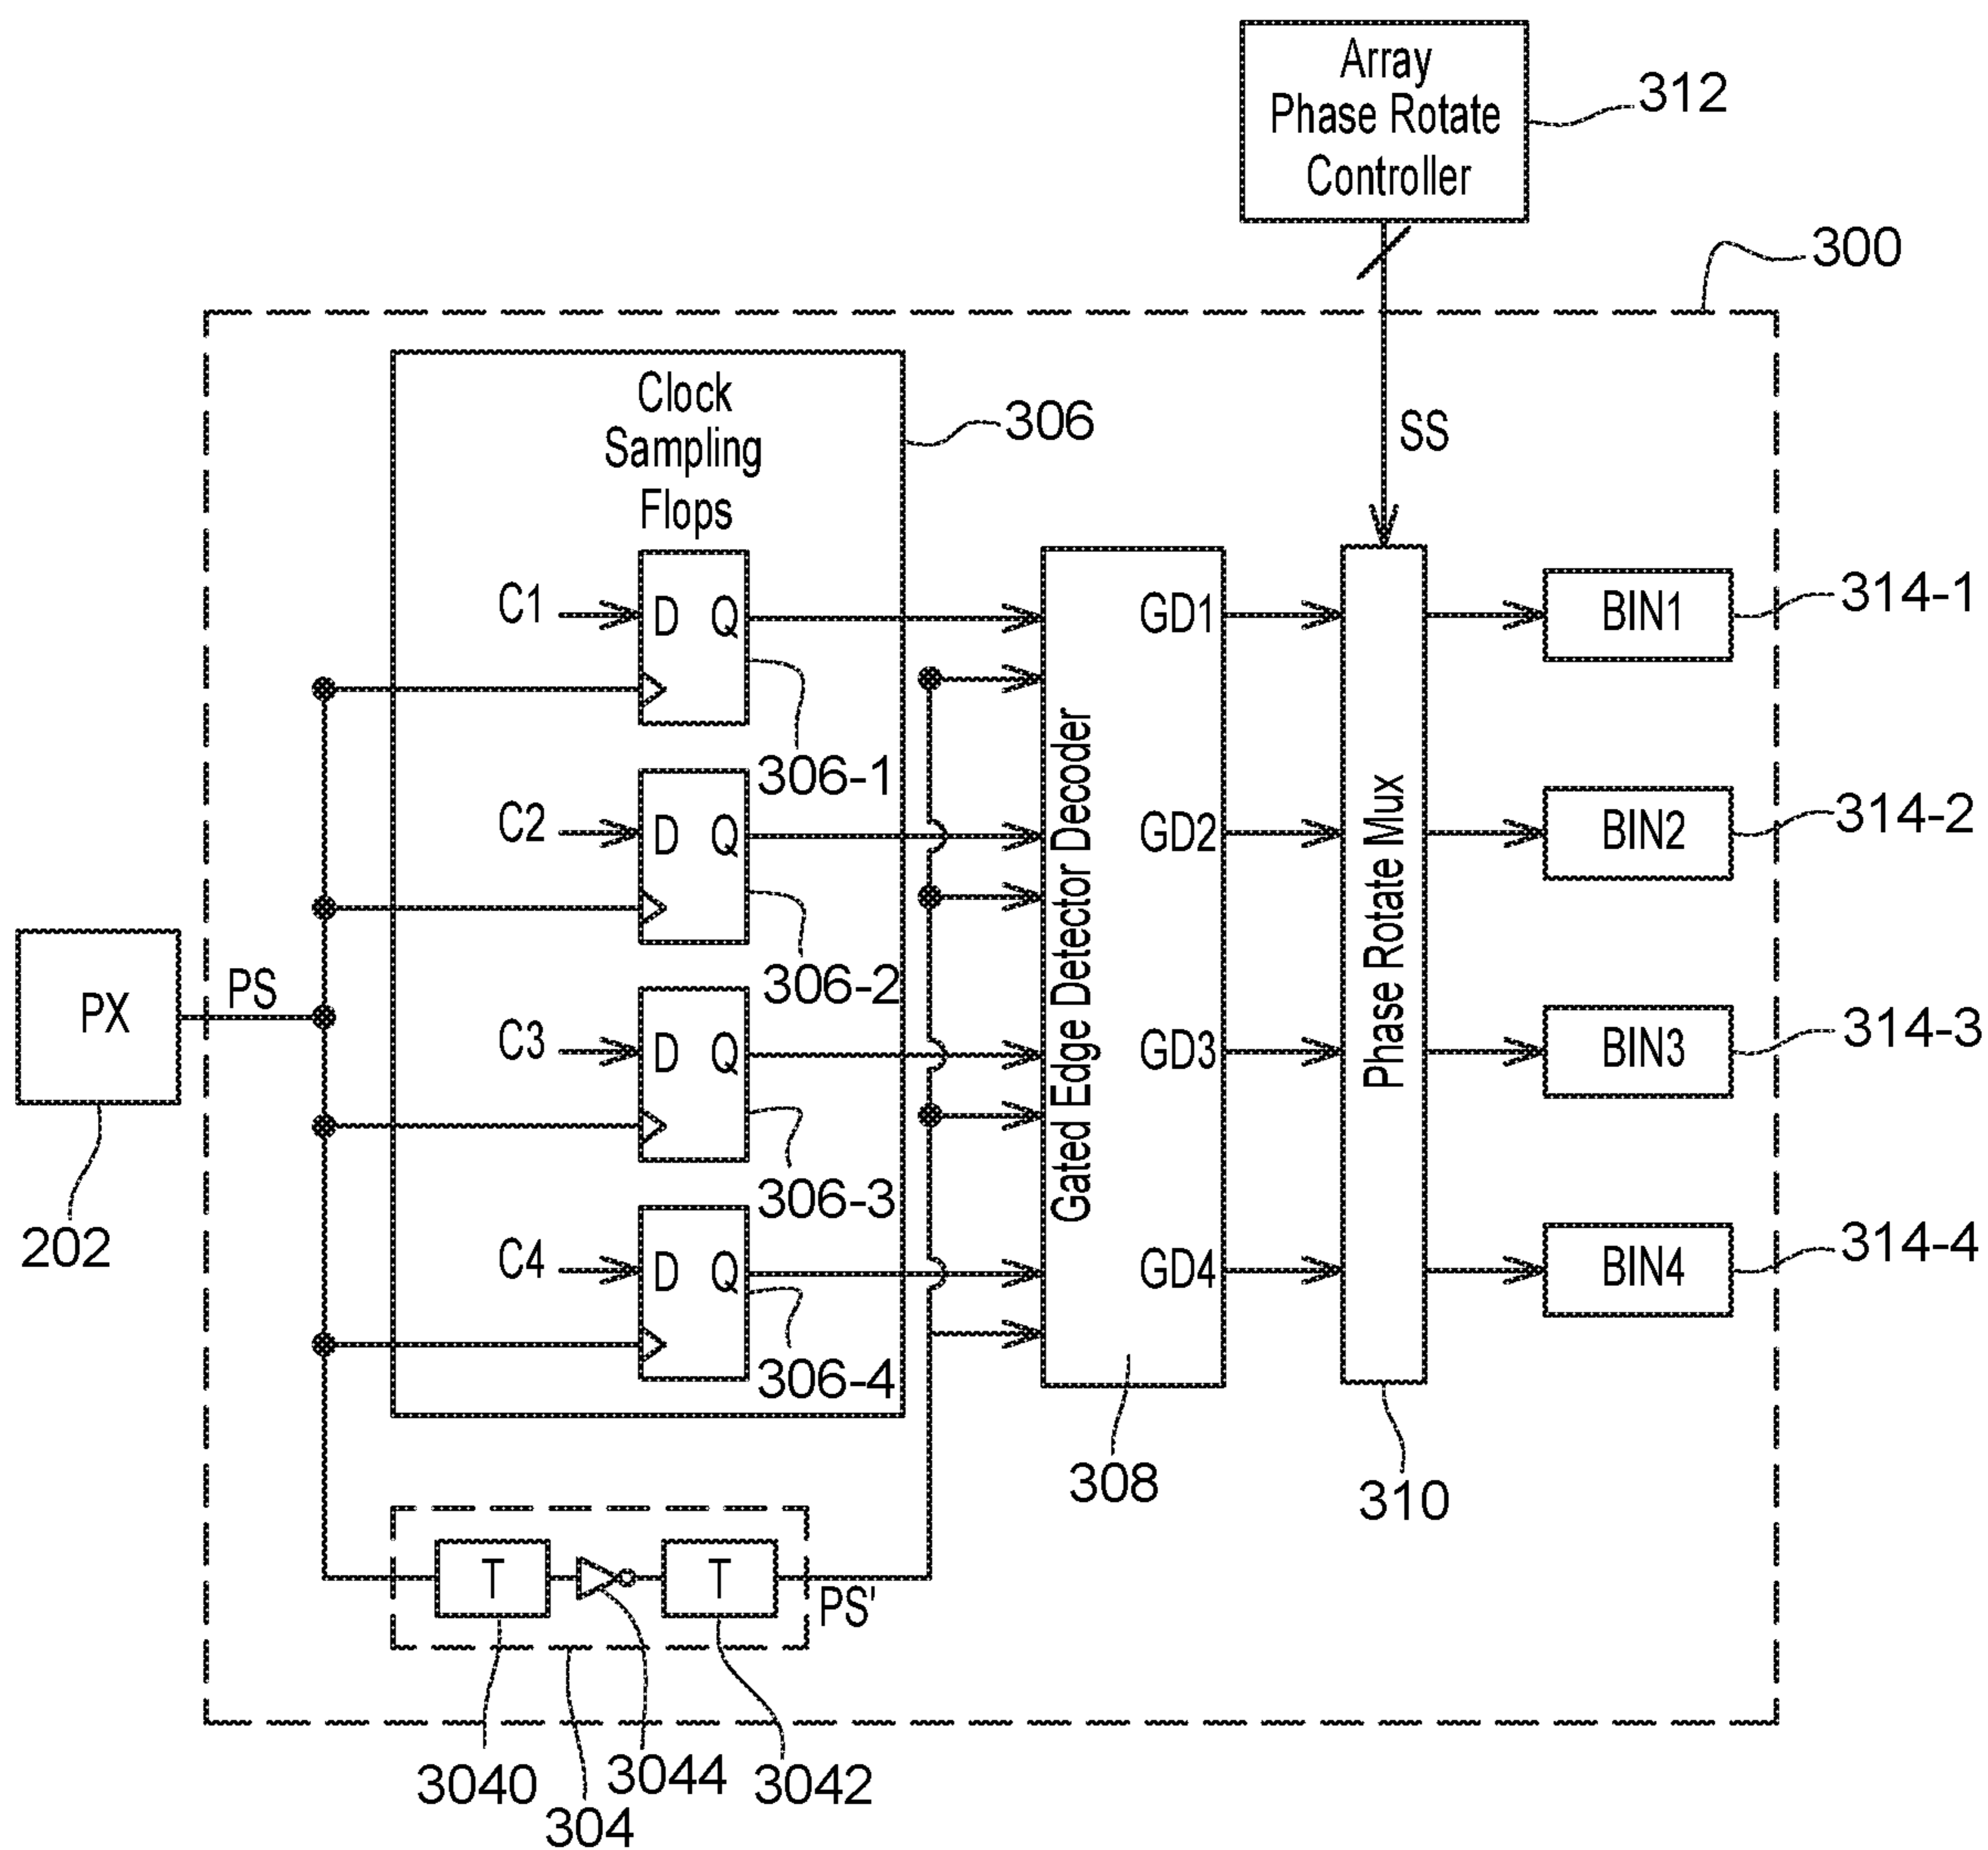 Array
Phase Rotate
Controller
312
300
Clock
Sampling
Flops
306
SS
C1
D Q
GD1
BIN1
314-1
306-1
C2
D Q
GD2
BIN2
314-2
306-2
PX
PS
202
C3
D Q
GD3
BIN3
314-3
306-3
C4
D Q
GD4
BIN4
314-4
306-4
Gated Edge Detector Decoder
Phase Rotate Mux
308
310
T
T
PS'
3040
3044
3042
304